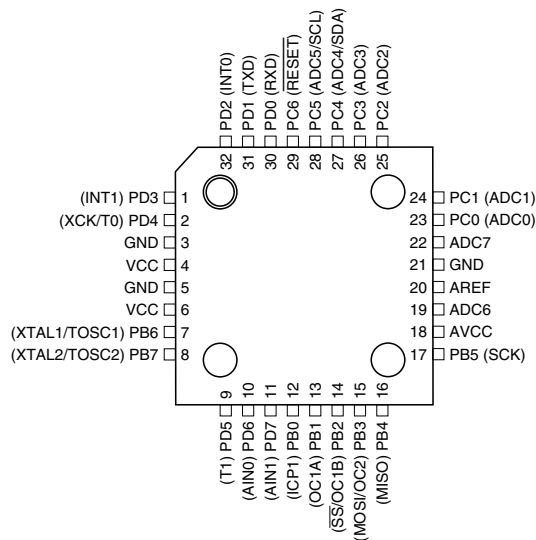 PD2 (INT0)
PD1 (TXD)
PD0 (RXD)
PC6 (RESET)
PC5 (ADC5/SCL)
PC4 (ADC4/SDA)
PC3 (ADC3)
PC2 (ADC2)
32
31
30
29
28
27
26
25
(INT1) PD3
(XCK/T0) PD4
GND
VCC
GND
VCC
(XTAL1/TOSC1) PB6
(XTAL2/TOSC2) PB7
1
2
3
4
5
6
7
8
24
23
22
21
20
19
18
17
PC1 (ADC1)
PC0 (ADC0)
ADC7
GND
AREF
ADC6
AVCC
PB5 (SCK)
9
10
11
12
13
14
15
16
(T1) PD5
(AIN0) PD6
(AIN1) PD7
(ICP1) PB0
(OC1A) PB1
(SS/OC1B) PB2
(MOSI/OC2) PB3
(MISO) PB4